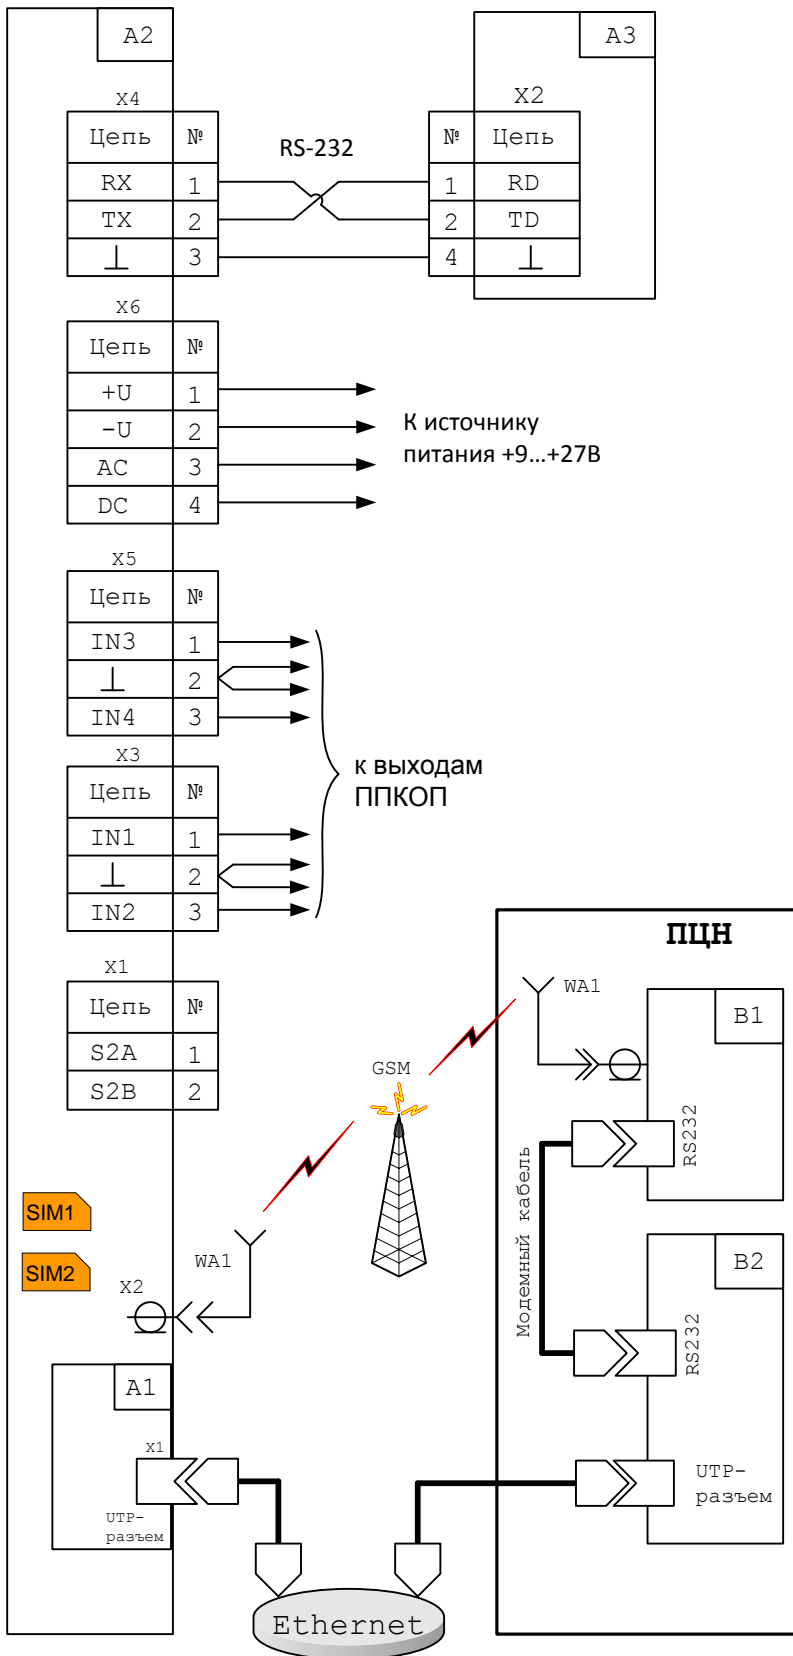 A2
X4
Цепь №
RX 1
TX 2
⊥ 3
RS-232
A3
X2
№ Цепь
1 RD
2 TD
4 ⊥
X6
Цепь №
+U 1
-U 2
AC 3
DC 4
К источнику
питания +9...+27В
X5
Цепь №
IN3 1
⊥ 2
IN4 3
X3
Цепь №
IN1 1
⊥ 2
IN2 3
к выходам
ППКОП
X1
Цепь №
S2A 1
S2B 2
SIM1
SIM2
X2
WA1
GSM
A1
X1
UTP-
разъем
Ethernet
ПЦН
WA1
B1
RS232
Модемный кабель
B2
RS232
UTP-
разъем